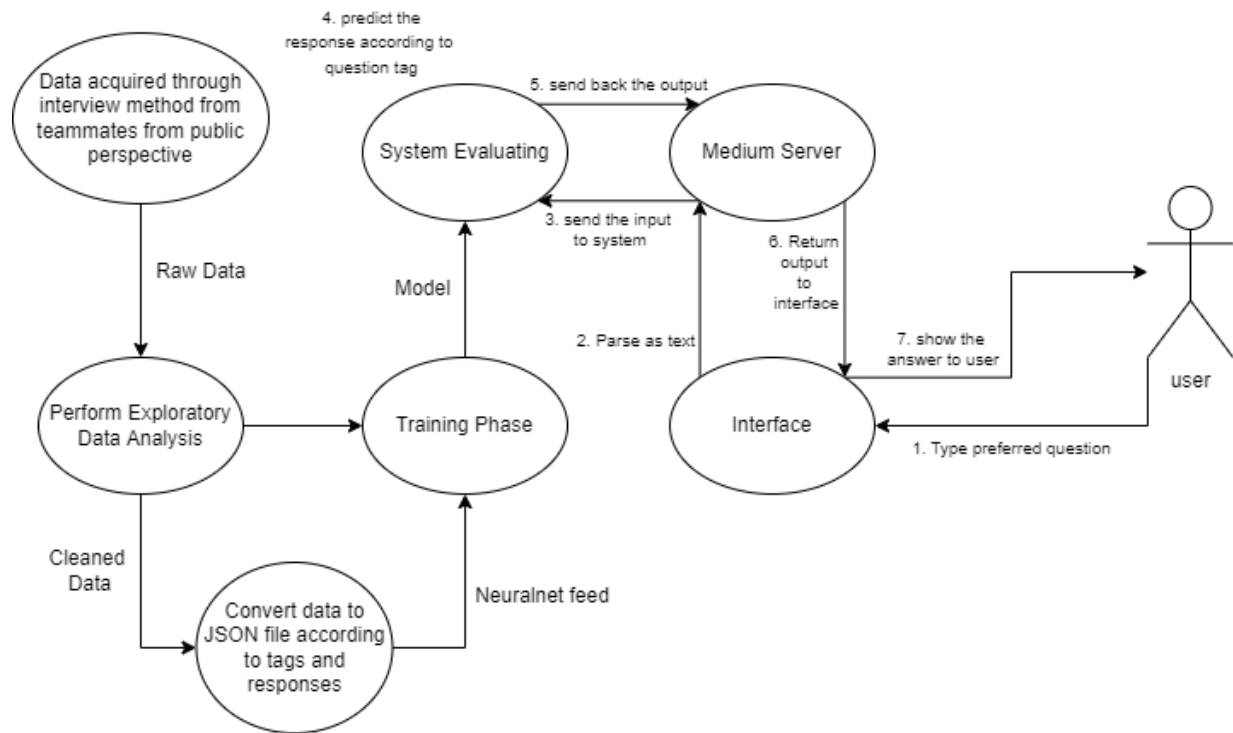 4. predict the
response according to
question tag
Data acquired through
interview method from
teammates from public
perspective
5. send back the output
System Evaluating
Medium Server
3. send the input
to system
6. Return
output
to
interface
Raw Data
Model
2. Parse as text
7. show the
answer to user
user
Perform Exploratory
Data Analysis
Training Phase
Interface
1. Type preferred question
Cleaned
Data
Neuralnet feed
Convert data to
JSON file according
to tags and
responses